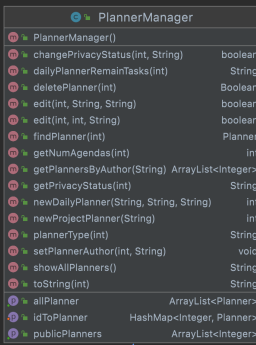 PlannerManager
PlannerManager()
changePrivacyStatus(int, String) boolean
dailyPlannerRemainTasks(int) String
deletePlanner(int) Boolean
edit(int, String, String) boolean
edit(int, int, String) boolean
findPlanner(int) Planner
getNumAgendas(int) int
getPlannersByAuthor(String) ArrayList<Integer>
getPrivacyStatus(int) String
newDailyPlanner(String, String, String) int
newProjectPlanner(String) int
plannerType(int) String
setPlannerAuthor(int, String) void
showAllPlanners() String
toString(int) String
allPlanner ArrayList<Planner>
idToPlanner HashMap<Integer, Planner>
publicPlanners ArrayList<Integer>